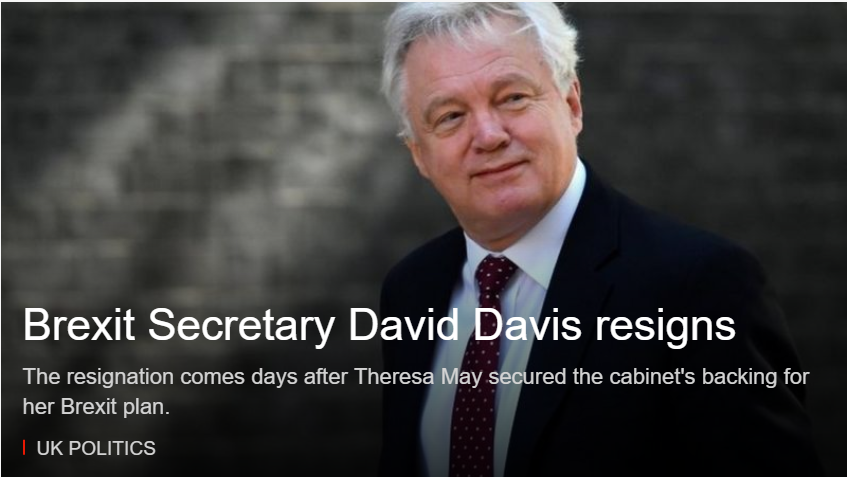 Brexit Secretary David Davis resigns
The resignation comes days after Theresa May secured the cabinet's backing for
her Brexit plan.
UK POLITICS